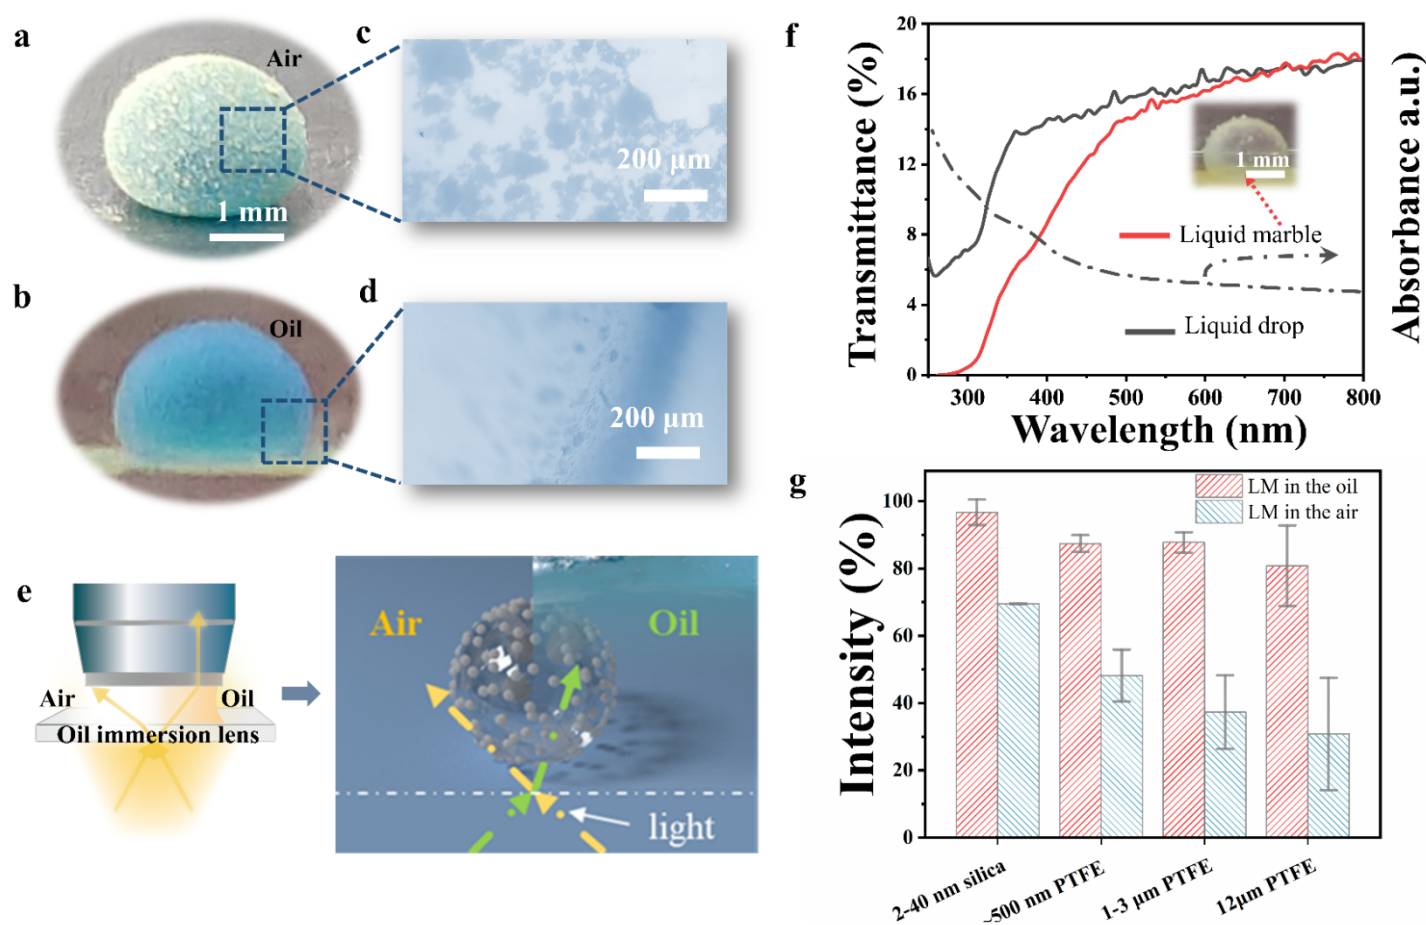 a
Air
1 mm
c
200 μm
b
Oil
d
200 μm
e
Air
Oil
Oil immersion lens
Air
Oil
light
f
20
16
12
8
4
0
Transmittance (%)
Absorbance a.u.
1 mm
Liquid marble
Liquid drop
300
400
500
600
700
800
Wavelength (nm)
g
LM in the oil
LM in the air
100
80
60
40
20
0
Intensity (%)
2-40 nm silica
~500 nm PTFE
1-3 μm PTFE
12μm PTFE